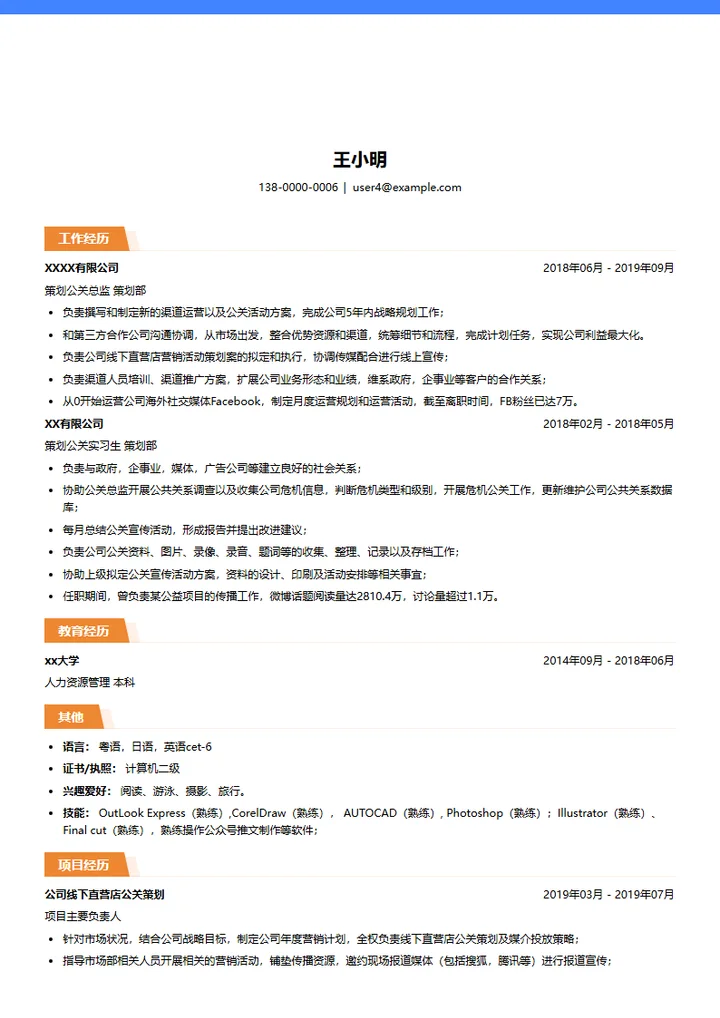 王小明
138-0000-0006 | user4@example.com
工作经历
XXXX有限公司 2018年06月 - 2019年09月
策划公关总监 策划部
• 负责撰写和制定新的渠道运营以及公关活动方案，完成公司5年内战略规划工作；
• 和第三方合作公司沟通协调，从市场出发，整合优势资源和渠道，统筹细节和流程，完成计划任务，实现公司利益最大化。
• 负责公司线下直营店营销活动策划案的拟定和执行，协调传媒配合进行线上宣传；
• 负责渠道人员培训、渠道推广方案，扩展公司业务形态和业绩，维系政府，企事业等客户的合作关系；
• 从0开始运营公司海外社交媒体Facebook，制定月度运营规划和运营活动，截至离职时间，FB粉丝已达7万。
XX有限公司 2018年02月 - 2018年05月
策划公关实习生 策划部
• 负责与政府，企事业，媒体，广告公司等建立良好的社会关系；
• 协助公关总监开展公共关系调查以及收集公司危机信息，判断危机类型和级别，开展危机公关工作，更新维护公司公共关系数据
库；
• 每月总结公关宣传活动，形成报告并提出改进建议；
• 负责公司公关资料、图片、录像、录音、题词等的收集、整理、记录以及存档工作；
• 协助上级拟定公关宣传活动方案，资料的设计、印刷及活动安排等相关事宜；
• 任职期间，曾负责某公益项目的传播工作，微博话题阅读量达2810.4万，讨论量超过1.1万。
教育经历
xx大学 2014年09月 - 2018年06月
人力资源管理 本科
其他
• 语言： 粤语，日语，英语cet-6
• 证书/执照： 计算机二级
• 兴趣爱好： 阅读、游泳、摄影、旅行。
• 技能： OutLook Express（熟练）,CorelDraw（熟练）， AUTOCAD（熟练）, Photoshop（熟练）；Illustrator（熟练）、
Final cut（熟练），熟练操作公众号推文制作等软件；
项目经历
公司线下直营店公关策划 2019年03月 - 2019年07月
项目主要负责人
• 针对市场状况，结合公司战略目标，制定公司年度营销计划，全权负责线下直营店公关策划及媒介投放策略；
• 指导市场部相关人员开展相关的营销活动，铺垫传播资源，邀约现场报道媒体（包括搜狐，腾讯等）进行报道宣传；